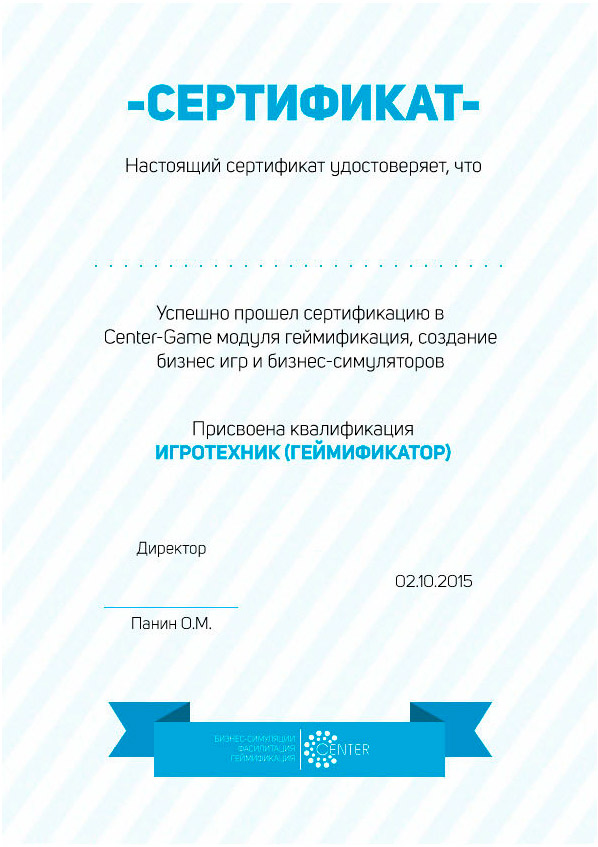 -СЕРТИФИКАТ-
Настоящий сертификат удостоверяет, что
Успешно прошел сертификацию в
Center-Game модуля геймификация, создание
бизнес игр и бизнес-симуляторов
Присвоена квалификация
ИГРОТЕХНИК (ГЕЙМИФИКАТОР)
Директор
02.10.2015
Панин О.М.
БИЗНЕС-СИМУЛЯЦИИ
ФАСИЛИТАЦИЯ
ГЕЙМИФИКАЦИЯ
CENTER